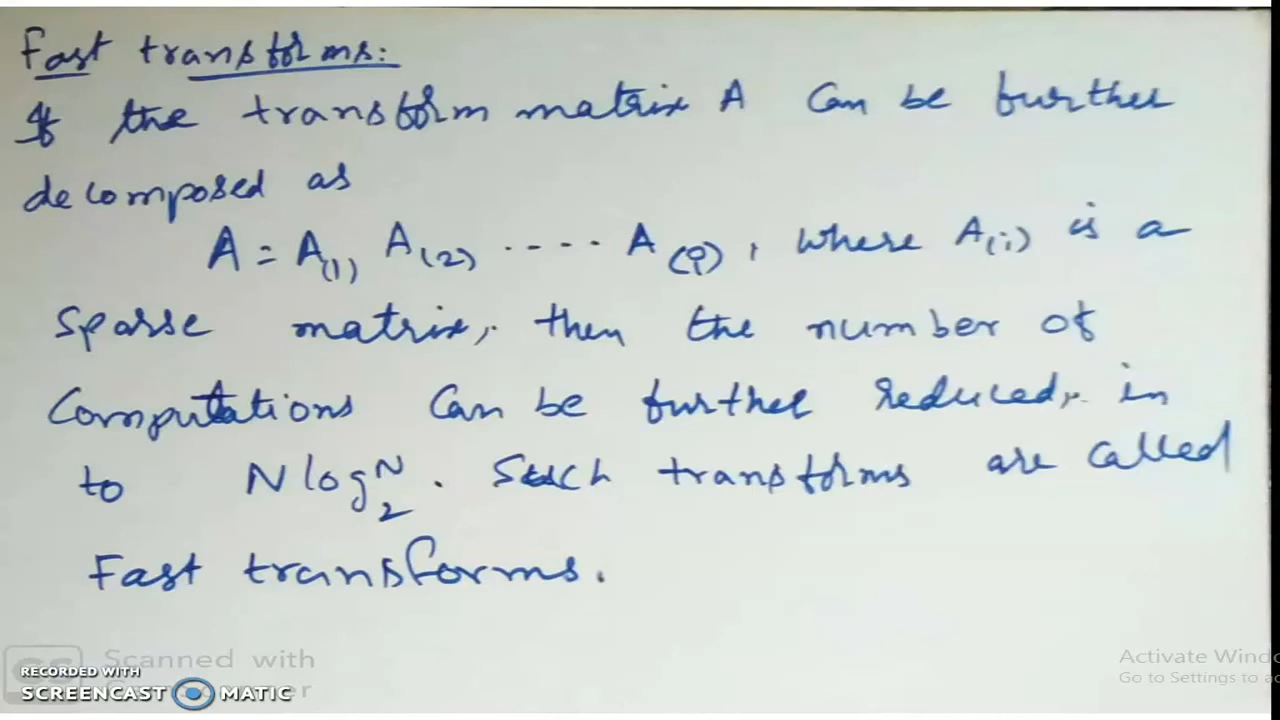 Fast transforms:
If the transform matrix A can be further
decomposed as
A = A(1) A(2) ····· A(P), where A(i) is a
sparse matrix, then the number of
computations can be further reduced, in
to N log₂ᴺ. Such transforms are called
Fast transforms.
Scanned with
RECORDED WITH
SCREENCAST MATIC
Activate Windo
Go to Settings to ac